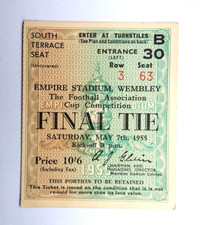 SOUTH TERRACE SEAT
(Uncovered)
ENTER AT TURNSTILES
(See Plan and Conditions on back)
B
ENTRANCE 30
(LEFT)
Row Seat
3 63
EMPIRE STADIUM, WEMBLEY
The Football Association
Cup Competition
FINAL TIE
SATURDAY, MAY 7th, 1955
Kick-off 3 p.m.
Price 10/6
(Including Tax)
CHAIRMAN AND
MANAGING DIRECTOR,
Wembley Stadium Limited
THIS PORTION TO BE RETAINED
This Ticket is issued on the condition that it is not
re-sold for more than its face value